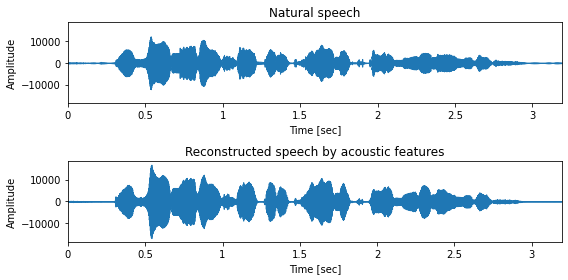 Natural speech
10000
0
−10000
Amplitude
0 0.5 1 1.5 2 2.5 3
Time [sec]
Reconstructed speech by acoustic features
10000
0
−10000
Amplitude
0 0.5 1 1.5 2 2.5 3
Time [sec]